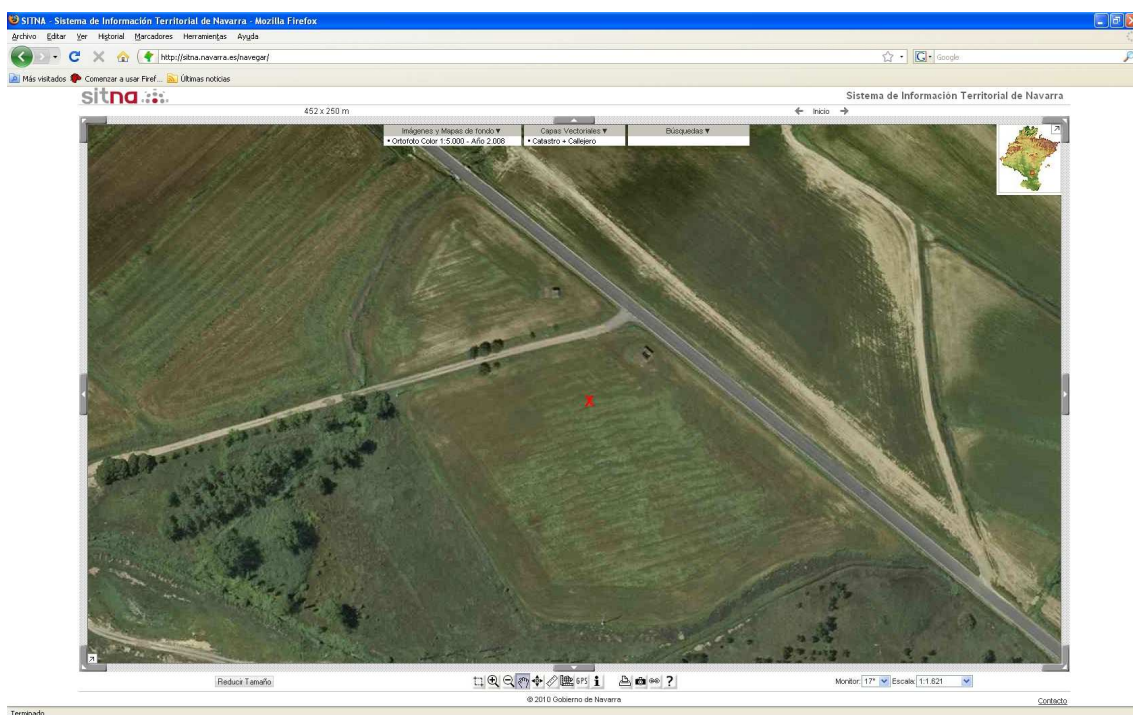 SITNA - Sistema de Información Territorial de Navarra - Mozilla Firefox
Archivo Editar Ver Historial Marcadores Herramientas Ayuda
http://sitna.navarra.es/navegar/
Google
Más visitados Comenzar a usar Firef... Últimas noticias
sitna
Sistema de Información Territorial de Navarra
452 x 250 m
Inicio
Imágenes y Mapas de fondo ▼ Capas Vectoriales ▼ Búsquedas ▼
• Ortofoto Color 1:5.000 - Año 2.008 • Catastro + Callejero
X
Reducir Tamaño
GPS i ?
Monitor: 17" Escala: 1:1.621
© 2010 Gobierno de Navarra
Contacto
Terminado